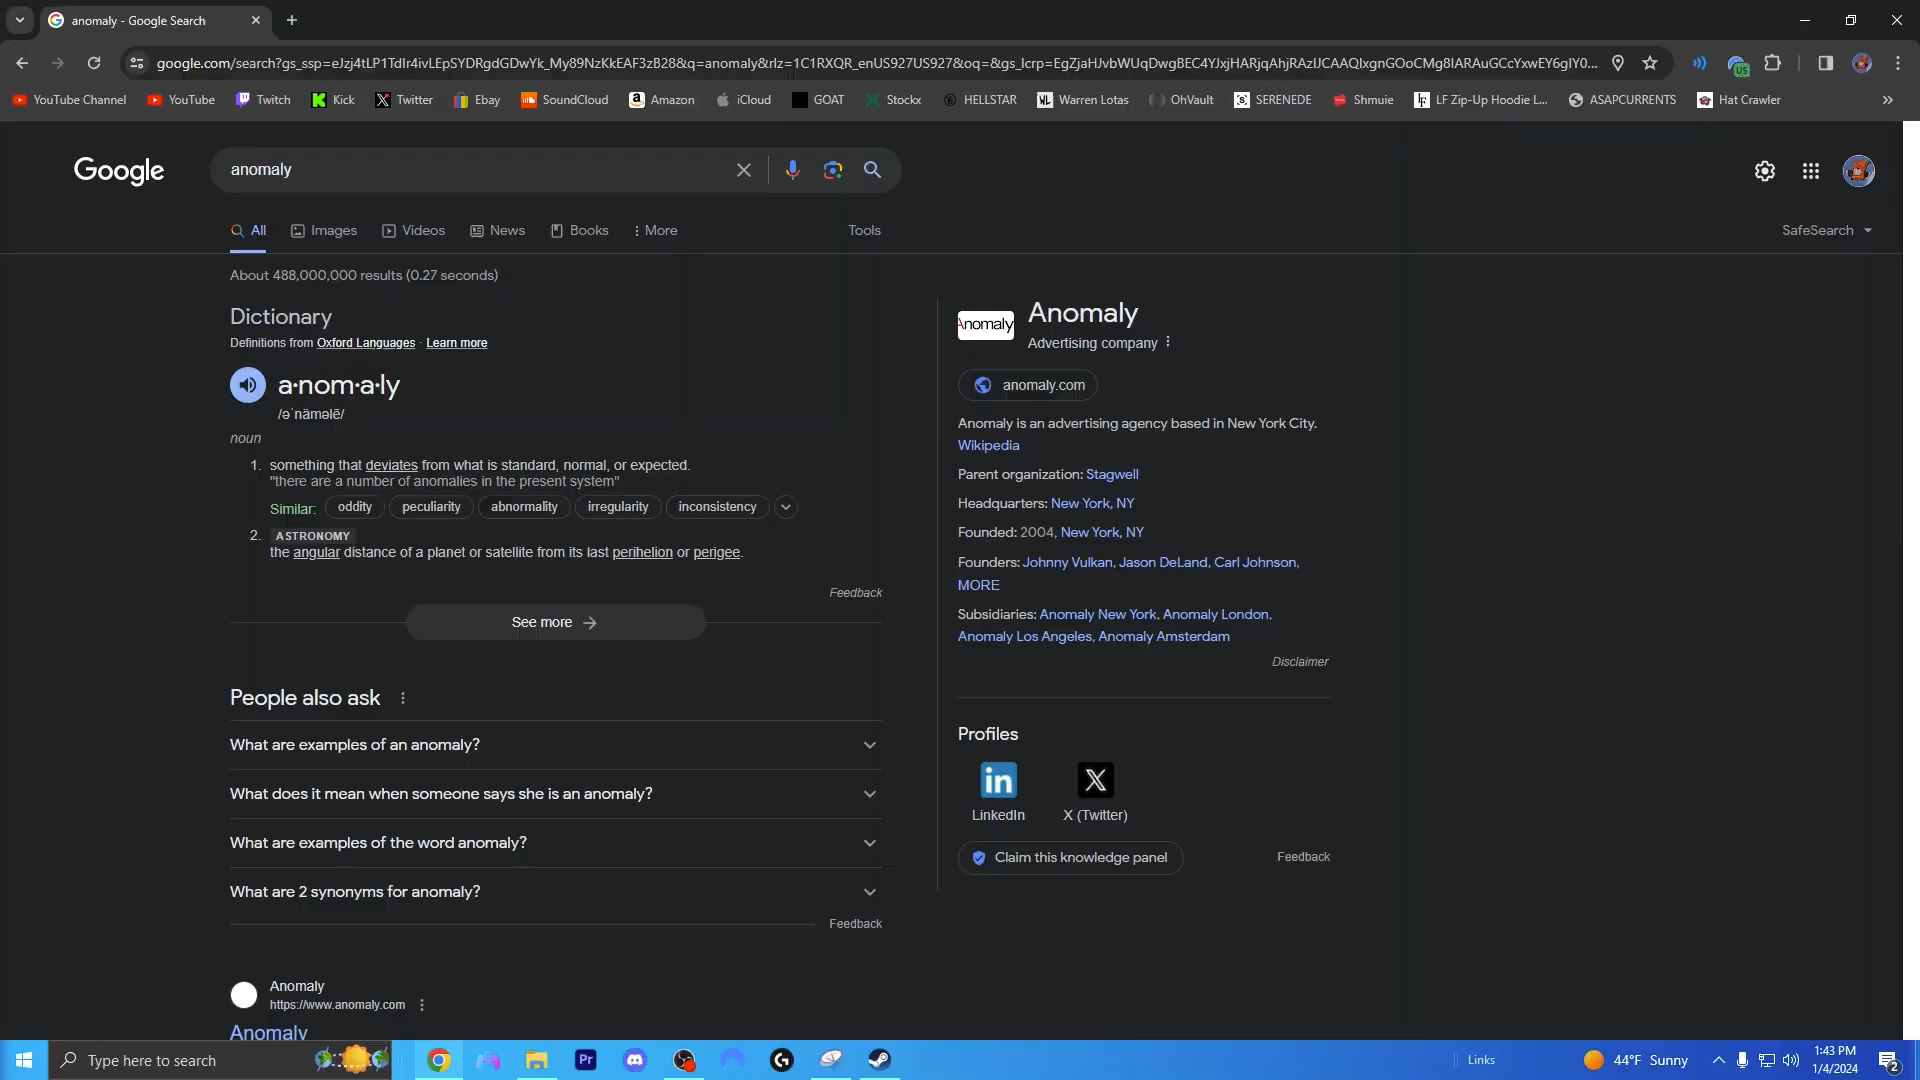 anomaly - Google Search
google.com/search?gs_ssp=eJzj4tLP1TdIr4ivLEpSYDRgdGDwYk_My89NzKkEAF3zB28&q=anomaly&rlz=1C1RXQR_enUS927US927&oq=&gs_lcrp=EgZjaHJvbWUqDwgBEC4YJxjHARjqAhjRAzIJCAAQIxgnGOoCMg8IARAuGCcYxwEY6gIY0...
US
YouTube Channel YouTube Twitch Kick Twitter Ebay SoundCloud Amazon iCloud GOAT Stockx HELLSTAR Warren Lotas OhVault SERENEDE Shmuie LF Zip-Up Hoodie L... ASAPCURRENTS Hat Crawler »
Google
anomaly
All Images Videos News Books More Tools SafeSearch
About 488,000,000 results (0.27 seconds)
Dictionary
Definitions from Oxford Languages · Learn more
a·nom·a·ly
/əˈnäməlē/
noun
1. something that deviates from what is standard, normal, or expected.
"there are a number of anomalies in the present system"
Similar: oddity peculiarity abnormality irregularity inconsistency
2. ASTRONOMY
the angular distance of a planet or satellite from its last perihelion or perigee.
Feedback
See more
People also ask
What are examples of an anomaly?
What does it mean when someone says she is an anomaly?
What are examples of the word anomaly?
What are 2 synonyms for anomaly?
Feedback
Anomaly
https://www.anomaly.com
Anomaly
Anomaly
Anomaly
Advertising company
anomaly.com
Anomaly is an advertising agency based in New York City.
Wikipedia
Parent organization: Stagwell
Headquarters: New York, NY
Founded: 2004, New York, NY
Founders: Johnny Vulkan, Jason DeLand, Carl Johnson,
MORE
Subsidiaries: Anomaly New York, Anomaly London,
Anomaly Los Angeles, Anomaly Amsterdam
Disclaimer
Profiles
in X
LinkedIn X (Twitter)
Claim this knowledge panel Feedback
Type here to search Pr Links 44°F Sunny 1:43 PM
1/4/2024 2